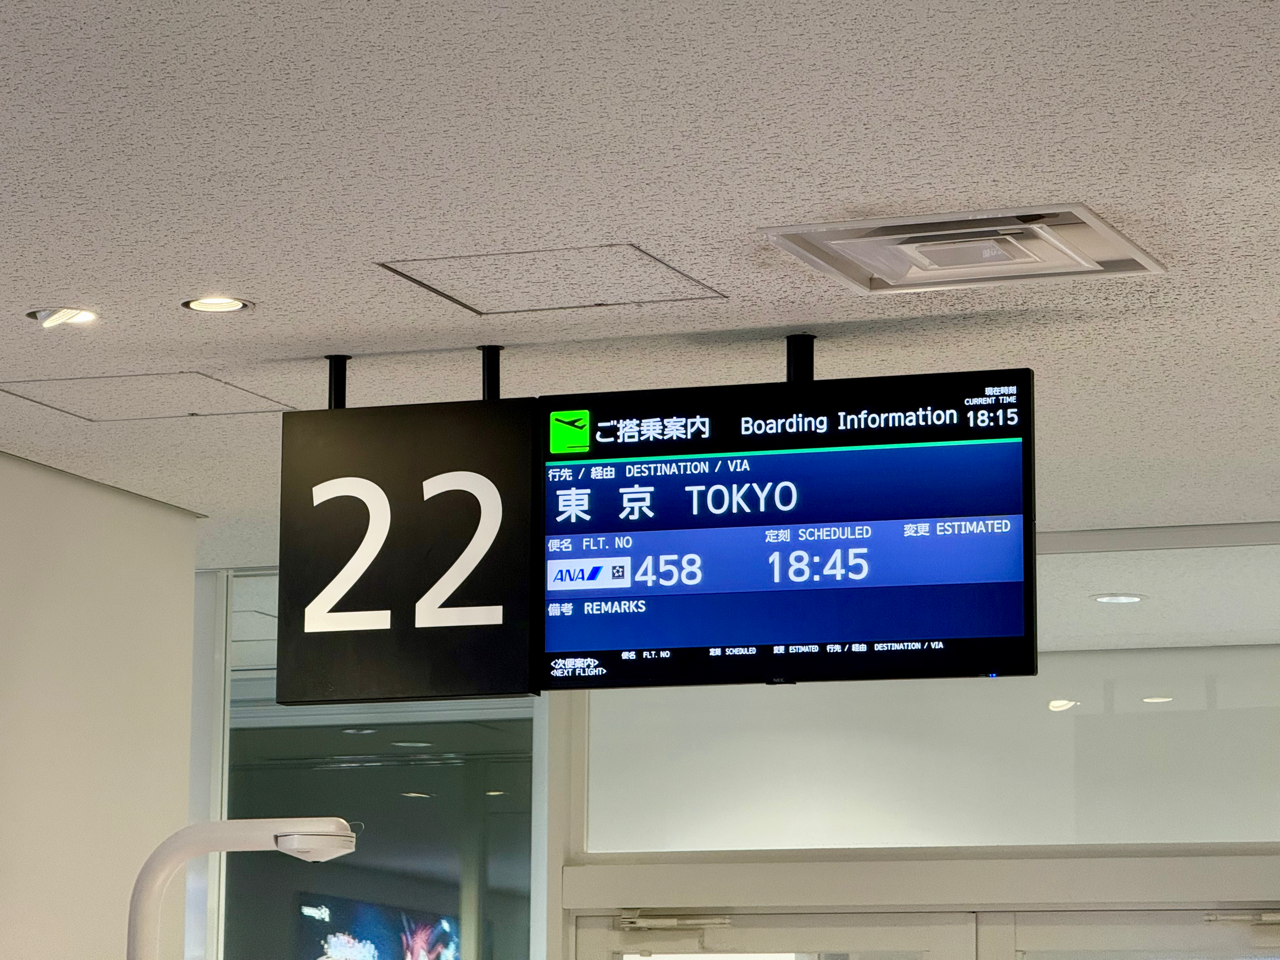 22
ご搭乗案内 Boarding Information
現在時刻
CURRENT TIME
18:15
行先 / 経由 DESTINATION / VIA
東京 TOKYO
便名 FLT. NO 定刻 SCHEDULED 変更 ESTIMATED
ANA 458 18:45
備考 REMARKS
便名 FLT. NO 定刻 SCHEDULED 変更 ESTIMATED 行先 / 経由 DESTINATION / VIA
<次便案内>
<NEXT FLIGHT>
NEC